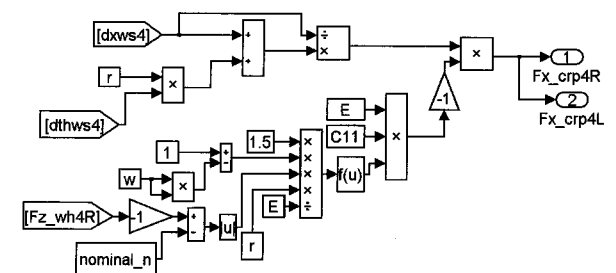 [dxws4]
+
+
÷
×
×
1
Fx_crp4R
r
×
[dthws4]
-1
2
Fx_crp4L
E
C11
×
1
+
-
1.5
×
×
×
×
÷
f(u)
w
×
E
[Fz_wh4R]
-1
+
-
|u|
r
nominal_n